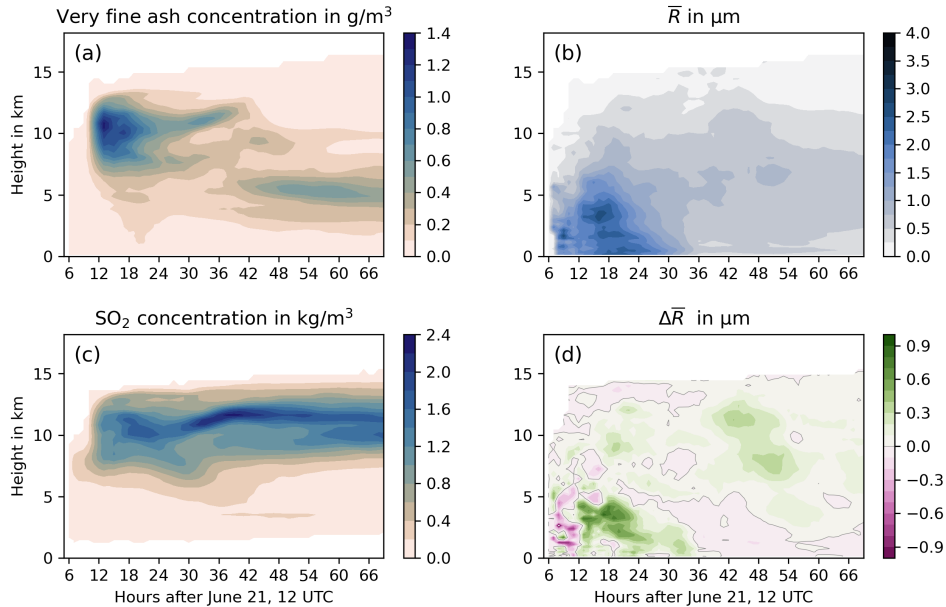 Very fine ash concentration in g/m³
R̅ in µm
(a)
Height in km
15
10
5
0
6 12 18 24 30 36 42 48 54 60 66
1.4
1.2
1.0
0.8
0.6
0.4
0.2
0.0
(b)
15
10
5
0
6 12 18 24 30 36 42 48 54 60 66
4.0
3.5
3.0
2.5
2.0
1.5
1.0
0.5
0.0
SO₂ concentration in kg/m³
ΔR̅ in µm
(c)
Height in km
15
10
5
0
6 12 18 24 30 36 42 48 54 60 66
Hours after June 21, 12 UTC
2.4
2.0
1.6
1.2
0.8
0.4
0.0
(d)
15
10
5
0
6 12 18 24 30 36 42 48 54 60 66
Hours after June 21, 12 UTC
0.9
0.6
0.3
0.0
−0.3
−0.6
−0.9